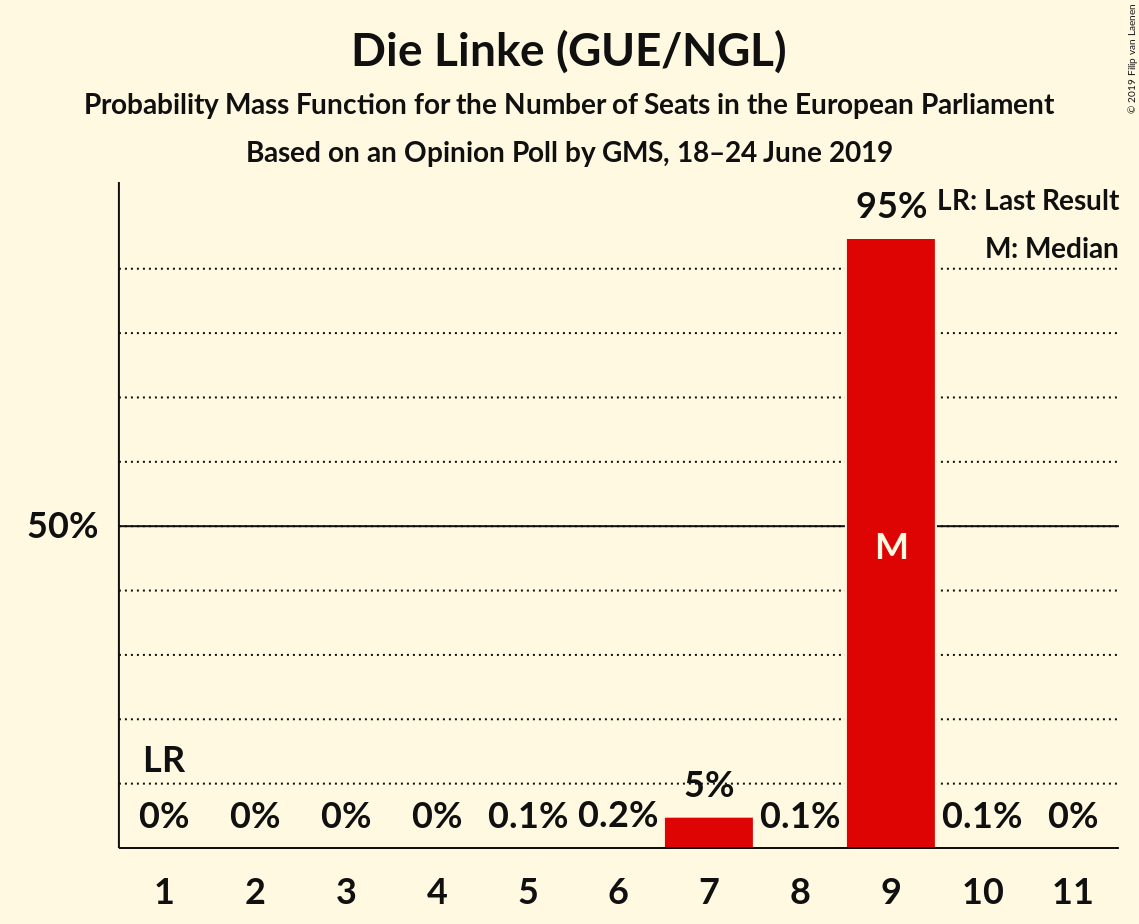 Die Linke (GUE/NGL)
Probability Mass Function for the Number of Seats in the European Parliament
Based on an Opinion Poll by GMS, 18–24 June 2019
© 2019 Filip van Laenen
LR: Last Result
M: Median
95%
50%
M
LR
5%
0% 0% 0% 0% 0.1% 0.2% 0.1% 0.1% 0%
1 2 3 4 5 6 7 8 9 10 11